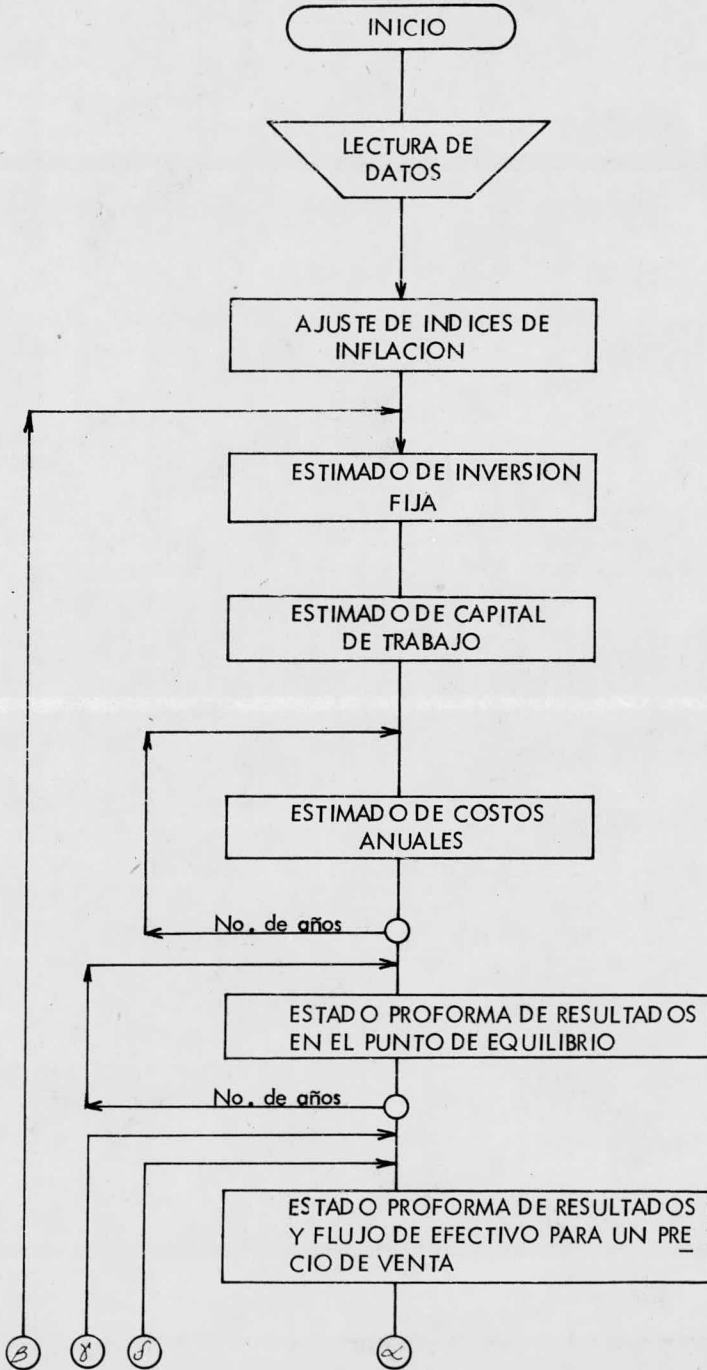 INICIO
LECTURA DE
DATOS
AJUSTE DE INDICES DE
INFLACION
ESTIMADO DE INVERSION
FIJA
ESTIMADO DE CAPITAL
DE TRABAJO
ESTIMADO DE COSTOS
ANUALES
No. de años
ESTADO PROFORMA DE RESULTADOS
EN EL PUNTO DE EQUILIBRIO
No. de años
ESTADO PROFORMA DE RESULTADOS
Y FLUJO DE EFECTIVO PARA UN PRE
CIO DE VENTA
β γ δ α